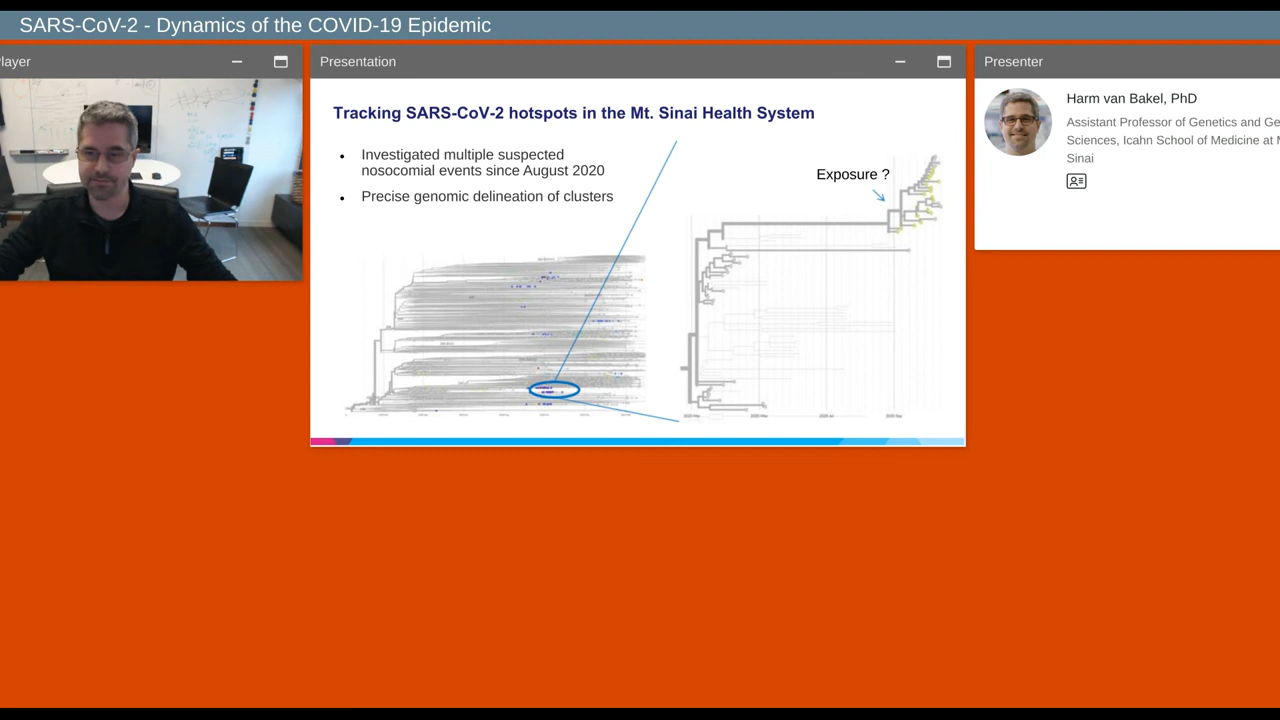 SARS-CoV-2 - Dynamics of the COVID-19 Epidemic
Presentation
Presenter
Tracking SARS-CoV-2 hotspots in the Mt. Sinai Health System
• Investigated multiple suspected
nosocomial events since August 2020
• Precise genomic delineation of clusters
Exposure ?
Harm van Bakel, PhD
Assistant Professor of Genetics and Ge
Sciences, Icahn School of Medicine at
Sinai